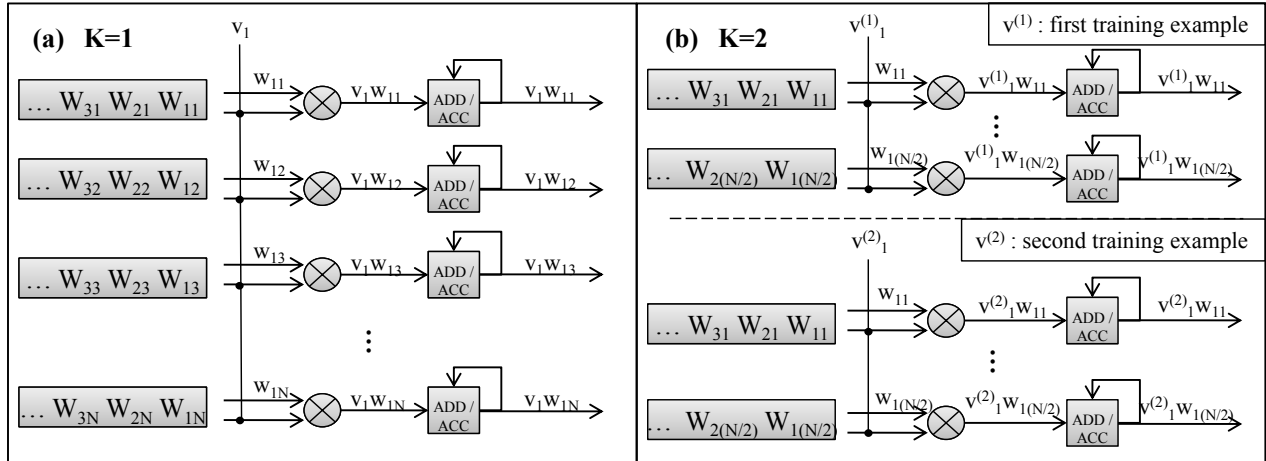 (a) K=1
v₁
… W₃₁ W₂₁ W₁₁
w₁₁
v₁w₁₁
ADD /
ACC
v₁w₁₁
… W₃₂ W₂₂ W₁₂
w₁₂
v₁w₁₂
ADD /
ACC
v₁w₁₂
… W₃₃ W₂₃ W₁₃
w₁₃
v₁w₁₃
ADD /
ACC
v₁w₁₃
⋮
… W₃N W₂N W₁N
w₁N
v₁w₁N
ADD /
ACC
v₁w₁N
(b) K=2
v⁽¹⁾₁
v⁽¹⁾ : first training example
… W₃₁ W₂₁ W₁₁
w₁₁
v⁽¹⁾₁w₁₁
ADD /
ACC
v⁽¹⁾₁w₁₁
⋮
… W₂(N/2) W₁(N/2)
w₁(N/2)
v⁽¹⁾₁w₁(N/2)
ADD /
ACC
v⁽¹⁾₁w₁(N/2)
v⁽²⁾₁
v⁽²⁾ : second training example
… W₃₁ W₂₁ W₁₁
w₁₁
v⁽²⁾₁w₁₁
ADD /
ACC
v⁽²⁾₁w₁₁
⋮
… W₂(N/2) W₁(N/2)
w₁(N/2)
v⁽²⁾₁w₁(N/2)
ADD /
ACC
v⁽²⁾₁w₁(N/2)